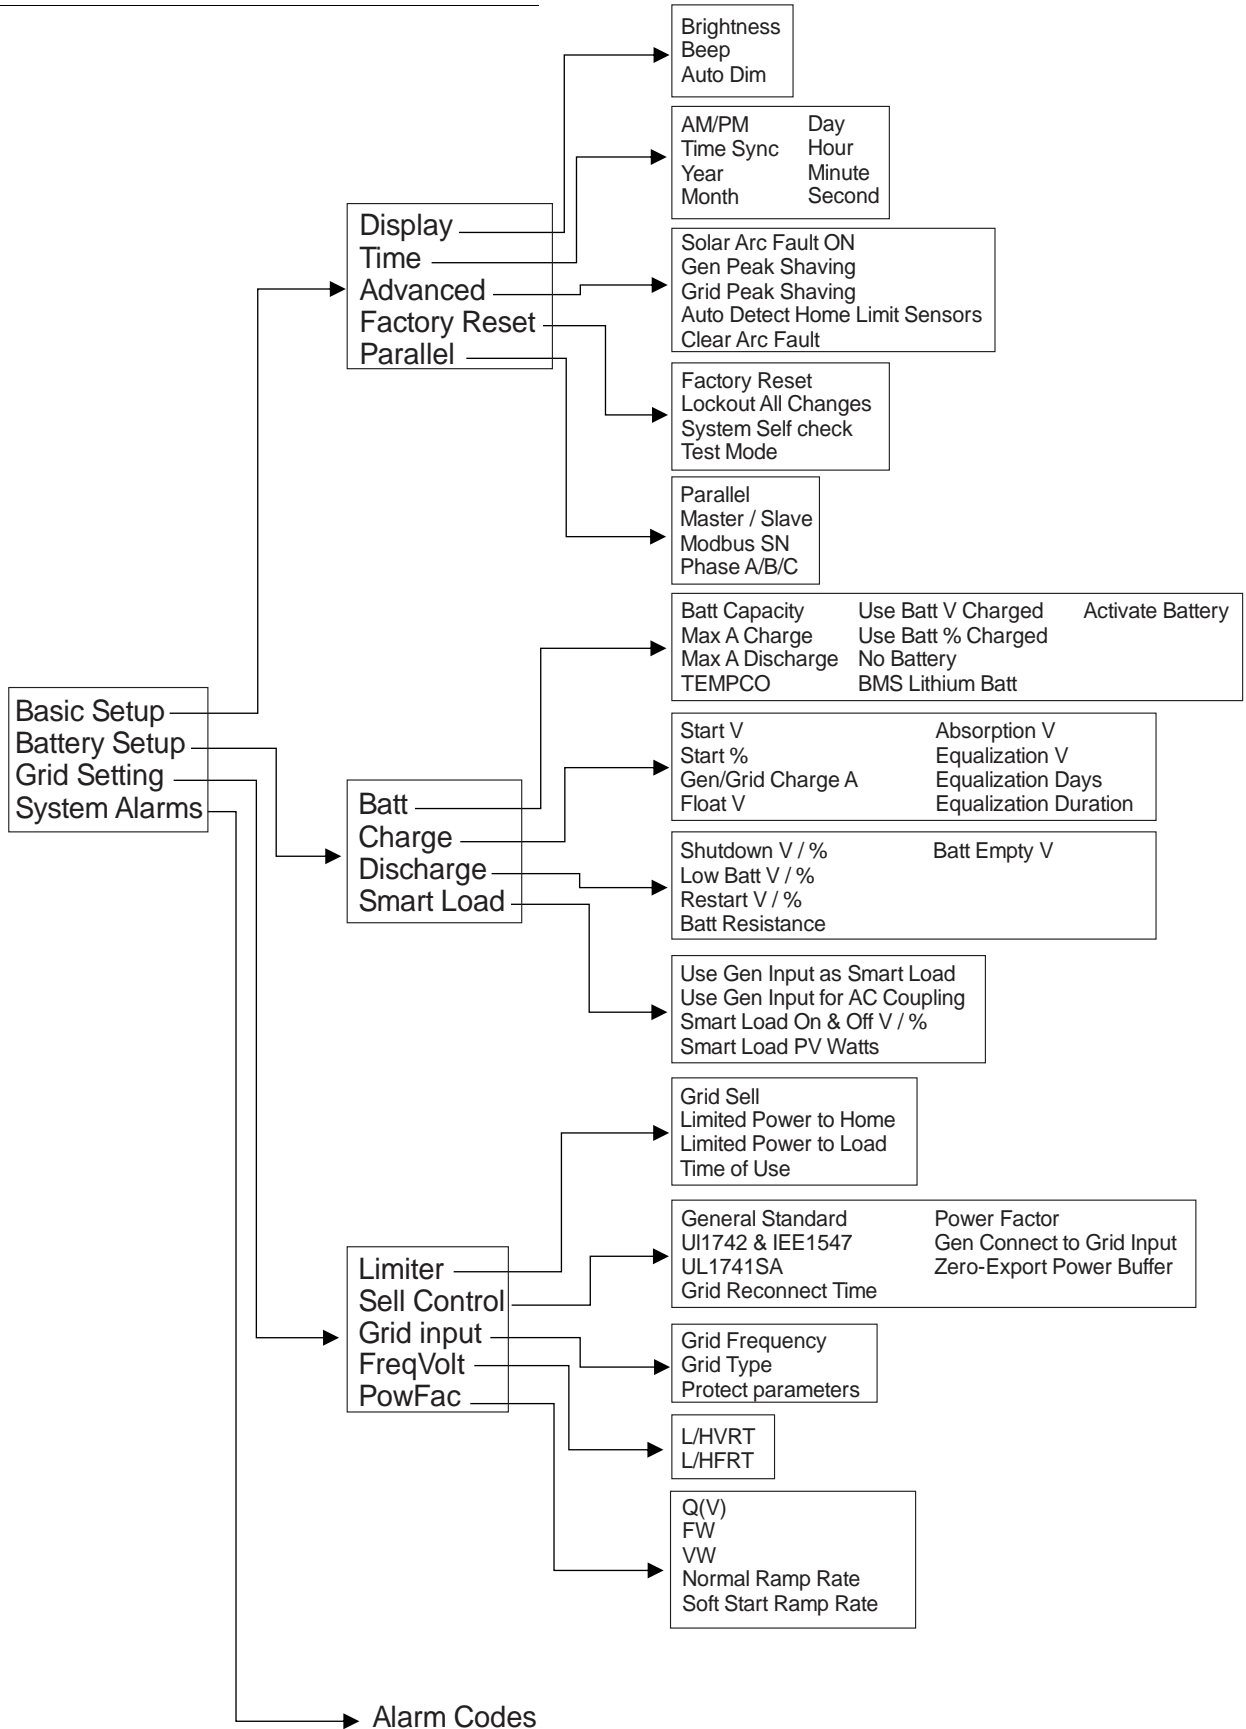 Brightness
Beep
Auto Dim
AM/PM Day
Time Sync Hour
Year Minute
Month Second
Display
Time
Advanced
Factory Reset
Parallel
Solar Arc Fault ON
Gen Peak Shaving
Grid Peak Shaving
Auto Detect Home Limit Sensors
Clear Arc Fault
Factory Reset
Lockout All Changes
System Self check
Test Mode
Parallel
Master / Slave
Modbus SN
Phase A/B/C
Basic Setup
Battery Setup
Grid Setting
System Alarms
Batt Capacity Use Batt V Charged Activate Battery
Max A Charge Use Batt % Charged
Max A Discharge No Battery
TEMPCO BMS Lithium Batt
Start V Absorption V
Start % Equalization V
Gen/Grid Charge A Equalization Days
Float V Equalization Duration
Batt
Charge
Discharge
Smart Load
Shutdown V / % Batt Empty V
Low Batt V / %
Restart V / %
Batt Resistance
Use Gen Input as Smart Load
Use Gen Input for AC Coupling
Smart Load On & Off V / %
Smart Load PV Watts
Grid Sell
Limited Power to Home
Limited Power to Load
Time of Use
General Standard Power Factor
Ul1742 & IEE1547 Gen Connect to Grid Input
UL1741SA Zero-Export Power Buffer
Grid Reconnect Time
Limiter
Sell Control
Grid input
FreqVolt
PowFac
Grid Frequency
Grid Type
Protect parameters
L/HVRT
L/HFRT
Q(V)
FW
VW
Normal Ramp Rate
Soft Start Ramp Rate
Alarm Codes